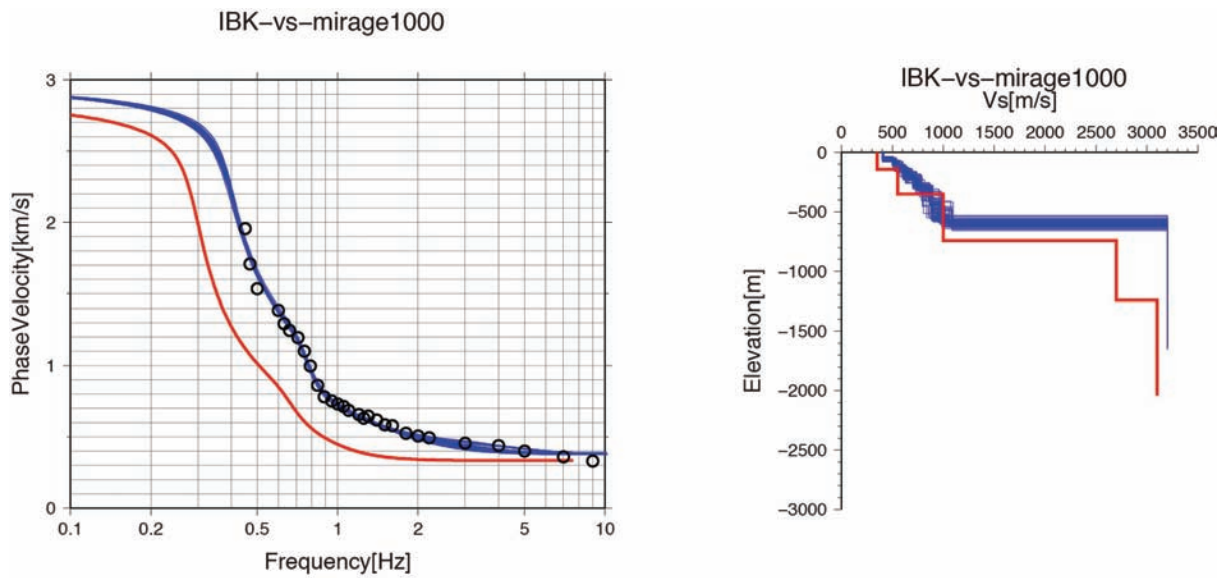 IBK-vs-mirage1000
PhaseVelocity[km/s]
3
2
1
0
0.1 0.2 0.5 1 2 5 10
Frequency[Hz]
IBK-vs-mirage1000
Vs[m/s]
0 500 1000 1500 2000 2500 3000 3500
Elevation[m]
0
-500
-1000
-1500
-2000
-2500
-3000